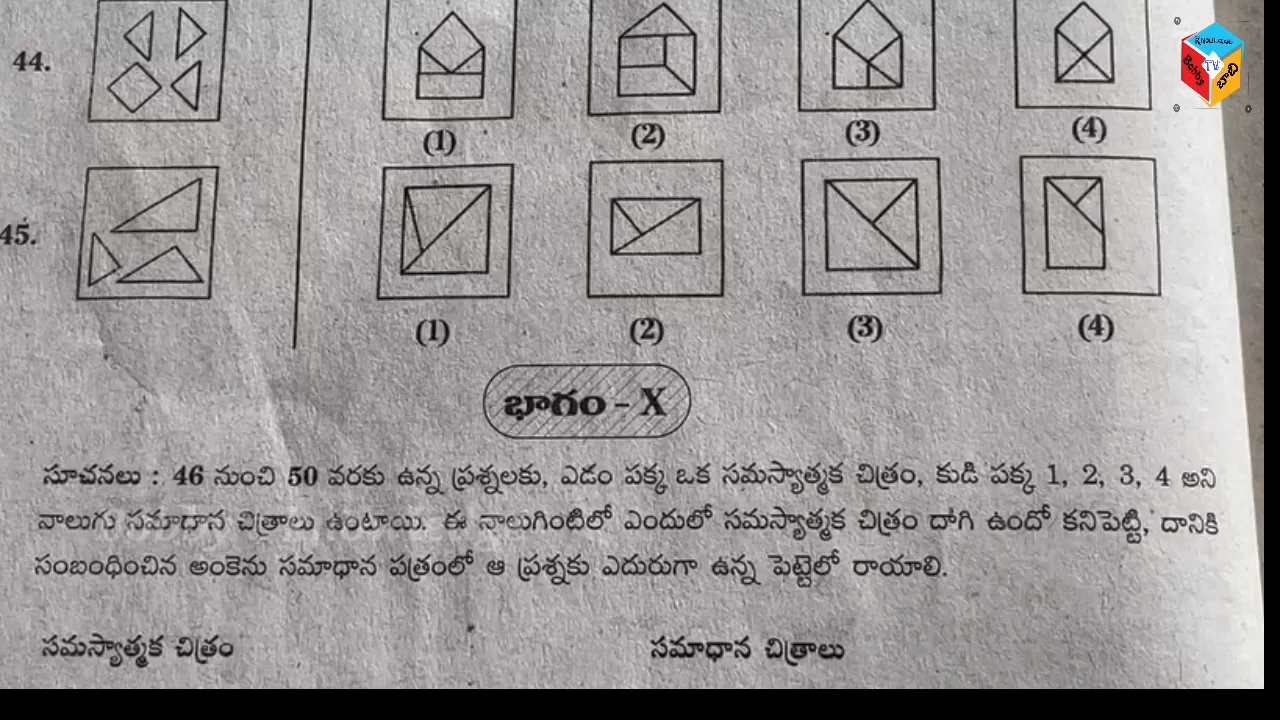 44.
(1) (2) (3) (4)
45.
(1) (2) (3) (4)
భాగం - X
సూచనలు : 46 నుంచి 50 వరకు ఉన్న ప్రశ్నలకు, ఎడం పక్క ఒక సమస్యాత్మక చిత్రం, కుడి పక్క 1, 2, 3, 4 అని
నాలుగు సమాధాన చిత్రాలు ఉంటాయి. ఈ నాలుగింటిలో ఎందులో సమస్యాత్మక చిత్రం దాగి ఉందో కనిపెట్టి, దానికి
సంబంధించిన అంకెను సమాధాన పత్రంలో ఆ ప్రశ్నకు ఎదురుగా ఉన్న పెట్టెలో రాయాలి.
సమస్యాత్మక చిత్రం సమాధాన చిత్రాలు
Bobby
TV
బాబి